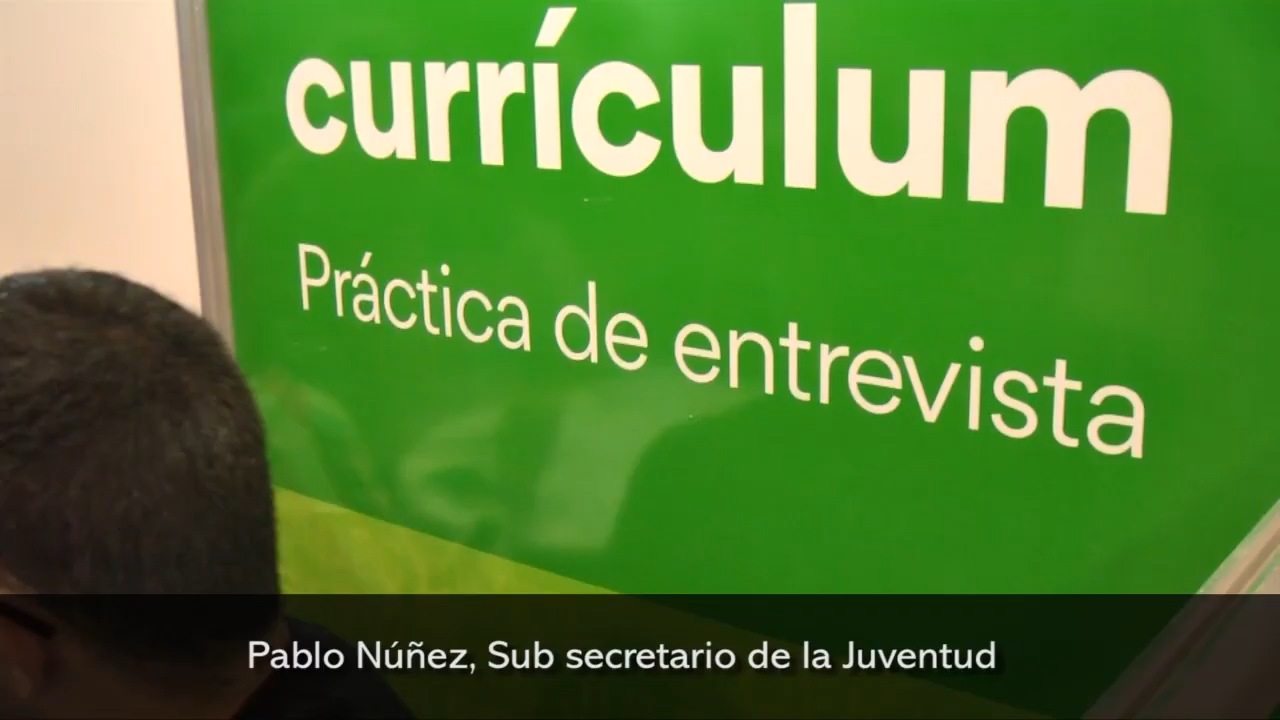 currículum
Práctica de entrevista
Pablo Núñez, Sub secretario de la Juventud